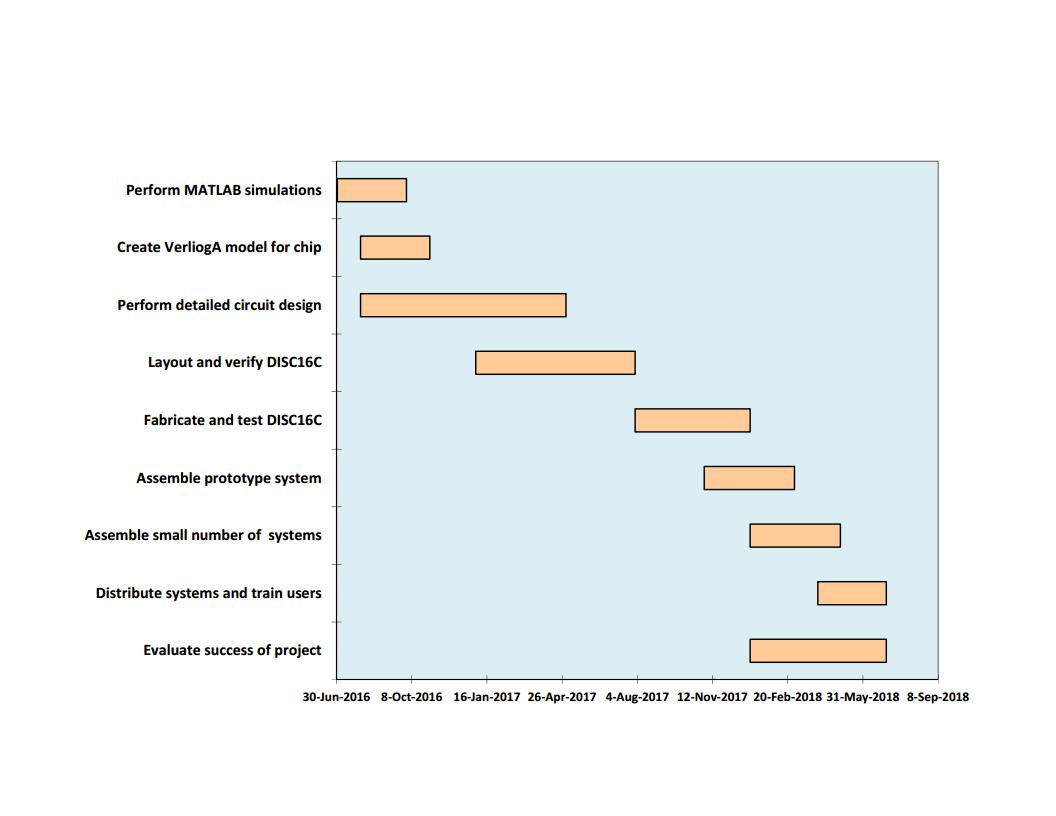 Perform MATLAB simulations
Create VerliogA model for chip
Perform detailed circuit design
Layout and verify DISC16C
Fabricate and test DISC16C
Assemble prototype system
Assemble small number of  systems
Distribute systems and train users
Evaluate success of project
30-Jun-2016 8-Oct-2016 16-Jan-2017 26-Apr-2017 4-Aug-2017 12-Nov-2017 20-Feb-2018 31-May-2018 8-Sep-2018